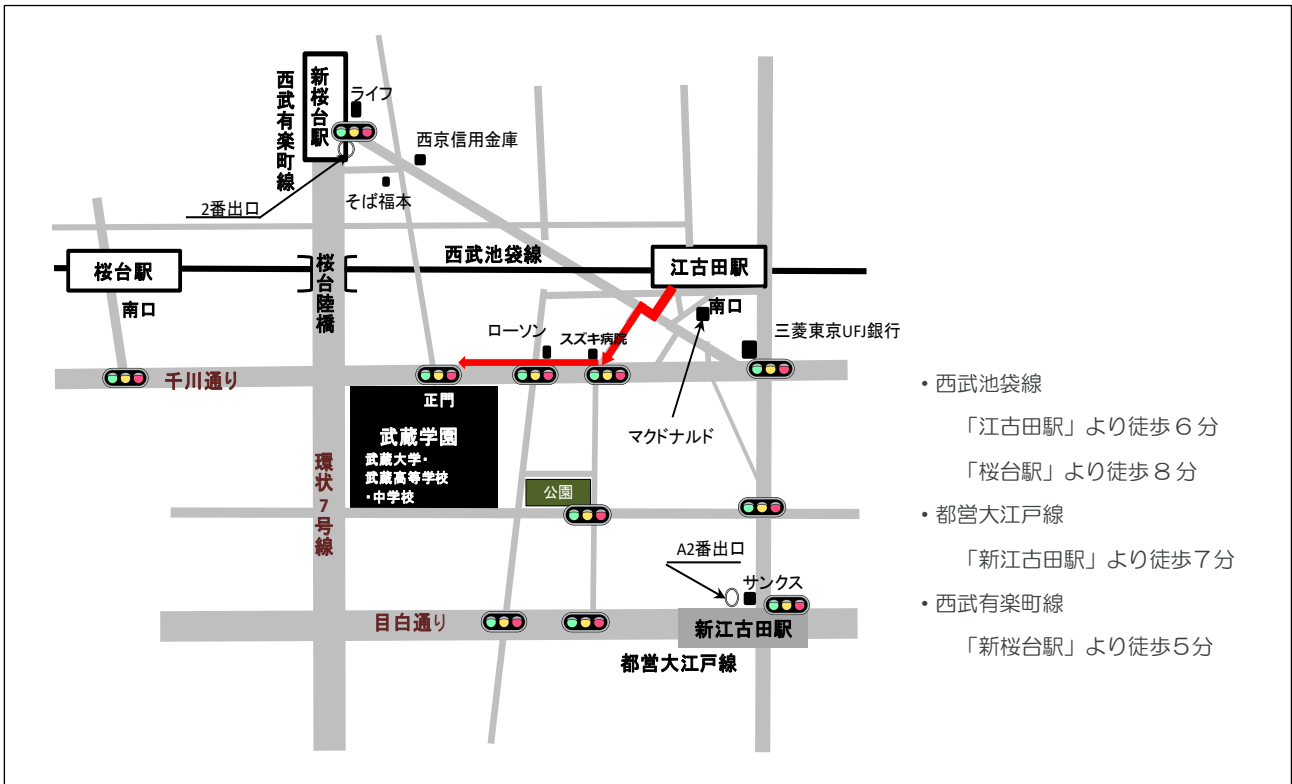 新桜台駅
西武有楽町線
ライフ
西京信用金庫
そば福本
2番出口
桜台駅
南口
桜台陸橋
西武池袋線
江古田駅
南口
ローソン
スズキ病院
三菱東京UFJ銀行
千川通り
正門
武蔵学園
武蔵大学・
武蔵高等学校
・中学校
マクドナルド
環状7号線
公園
A2番出口
サンクス
目白通り
新江古田駅
都営大江戸線
・西武池袋線
「江古田駅」より徒歩６分
「桜台駅」より徒歩８分
・都営大江戸線
「新江古田駅」より徒歩７分
・西武有楽町線
「新桜台駅」より徒歩５分